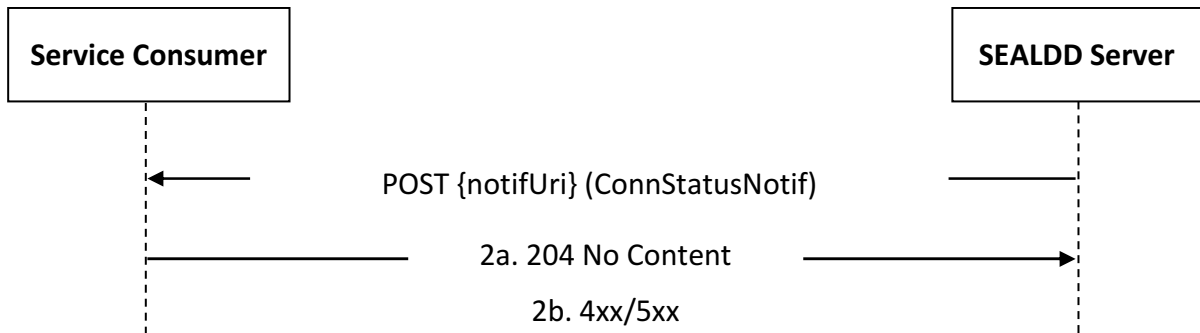 Service Consumer
SEALDD Server
POST {notifUri} (ConnStatusNotif)
2a. 204 No Content
2b. 4xx/5xx